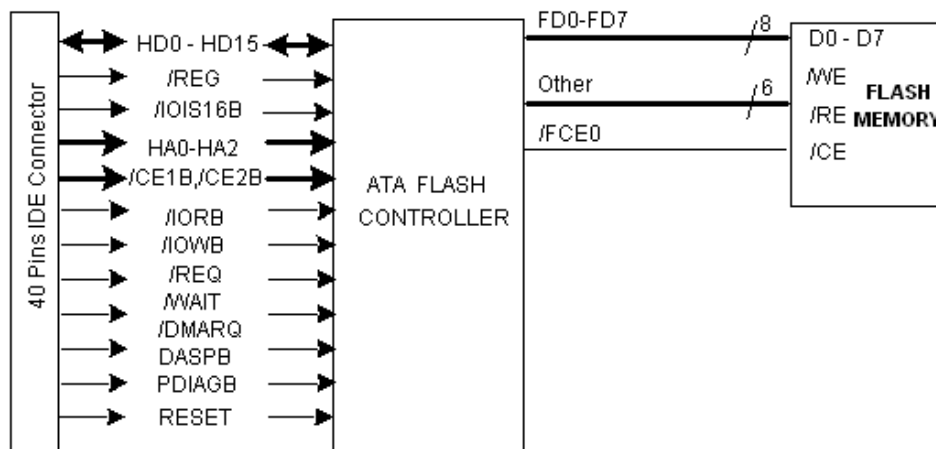 40 Pins IDE Connector
HD0 - HD15
/REG
/IOIS16B
HA0-HA2
/CE1B,/CE2B
/IORB
/IOWB
/REQ
/WAIT
/DMARQ
DASPB
PDIAGB
RESET
ATA FLASH
CONTROLLER
FD0-FD7
8
Other
6
/FCE0
D0 - D7
/WE
/RE
/CE
FLASH
MEMORY